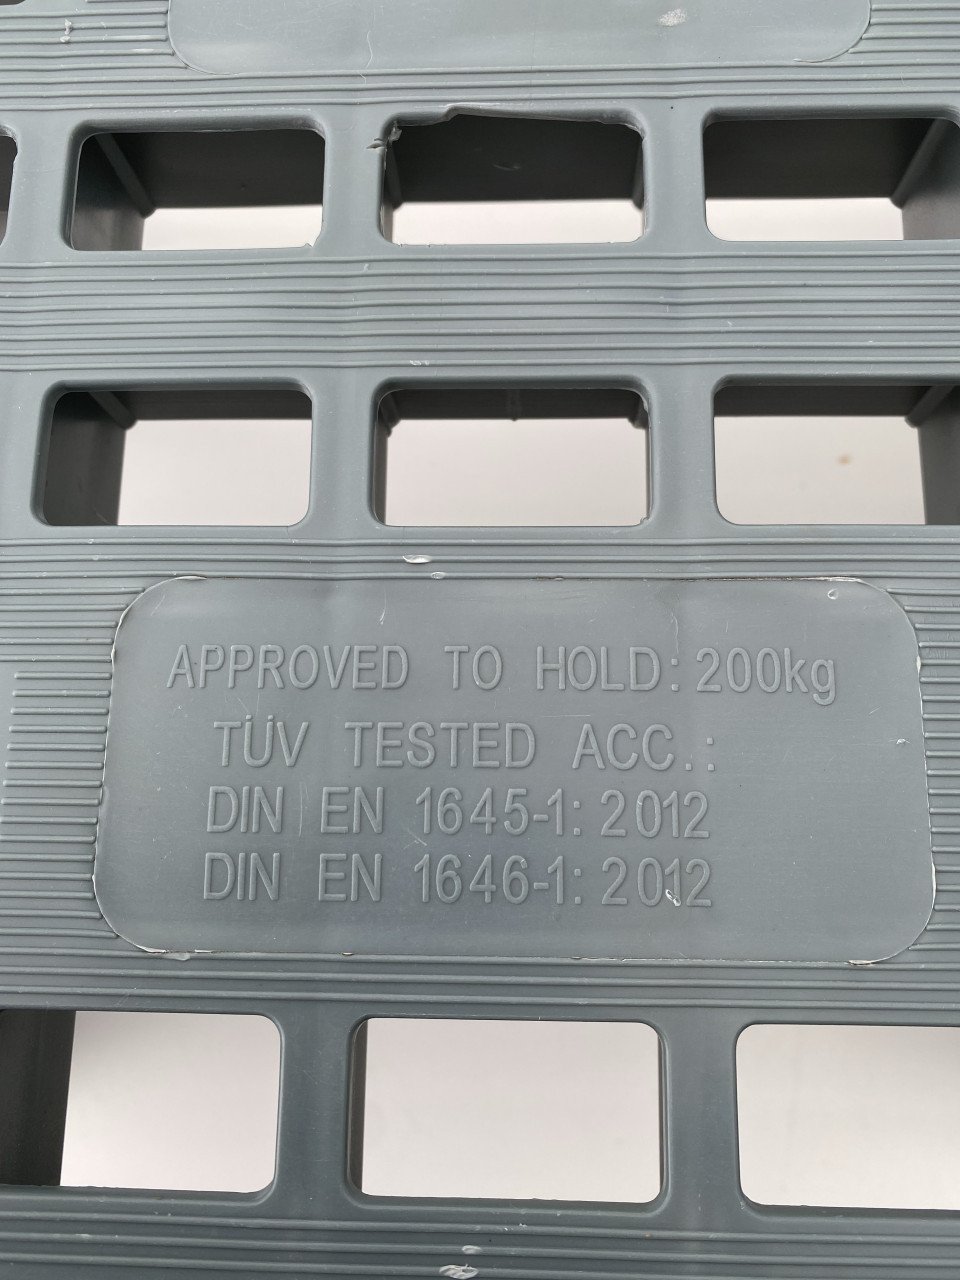 APPROVED TO HOLD: 200kg
TÜV TESTED ACC.:
DIN EN 1645-1: 2012
DIN EN 1646-1: 2012